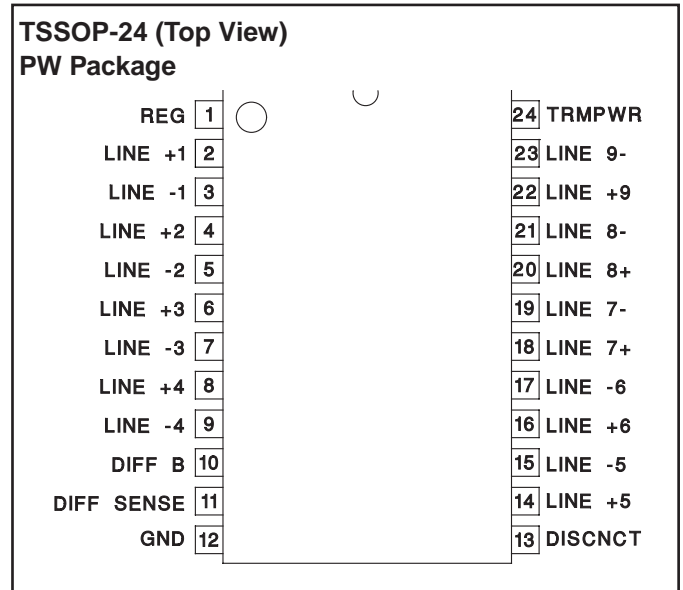 TSSOP-24 (Top View)
PW Package
REG 1 24 TRMPWR
LINE +1 2 23 LINE 9-
LINE -1 3 22 LINE +9
LINE +2 4 21 LINE 8-
LINE -2 5 20 LINE 8+
LINE +3 6 19 LINE 7-
LINE -3 7 18 LINE 7+
LINE +4 8 17 LINE -6
LINE -4 9 16 LINE +6
DIFF B 10 15 LINE -5
DIFF SENSE 11 14 LINE +5
GND 12 13 DISCNCT